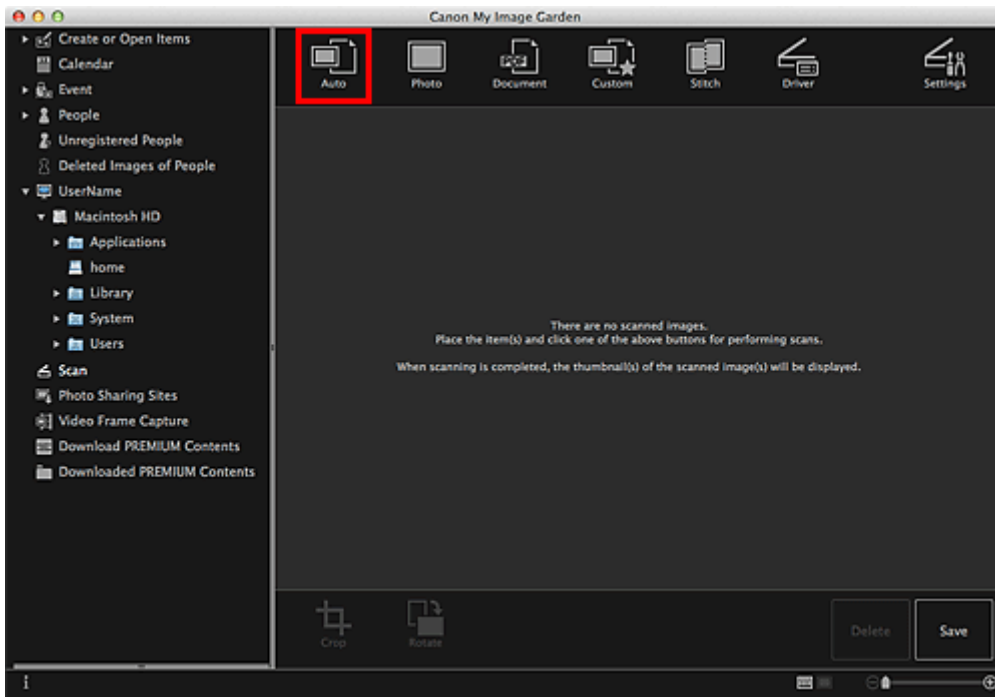 Canon My Image Garden
Create or Open Items
Calendar
Event
People
Unregistered People
Deleted Images of People
UserName
Macintosh HD
Applications
home
Library
System
Users
Scan
Photo Sharing Sites
Video Frame Capture
Download PREMIUM Contents
Downloaded PREMIUM Contents
Auto
Photo
PDF
Document
Custom
Stitch
Driver
Settings
There are no scanned images.
Place the item(s) and click one of the above buttons for performing scans.
When scanning is completed, the thumbnail(s) of the scanned image(s) will be displayed.
Crop
Rotate
Delete
Save